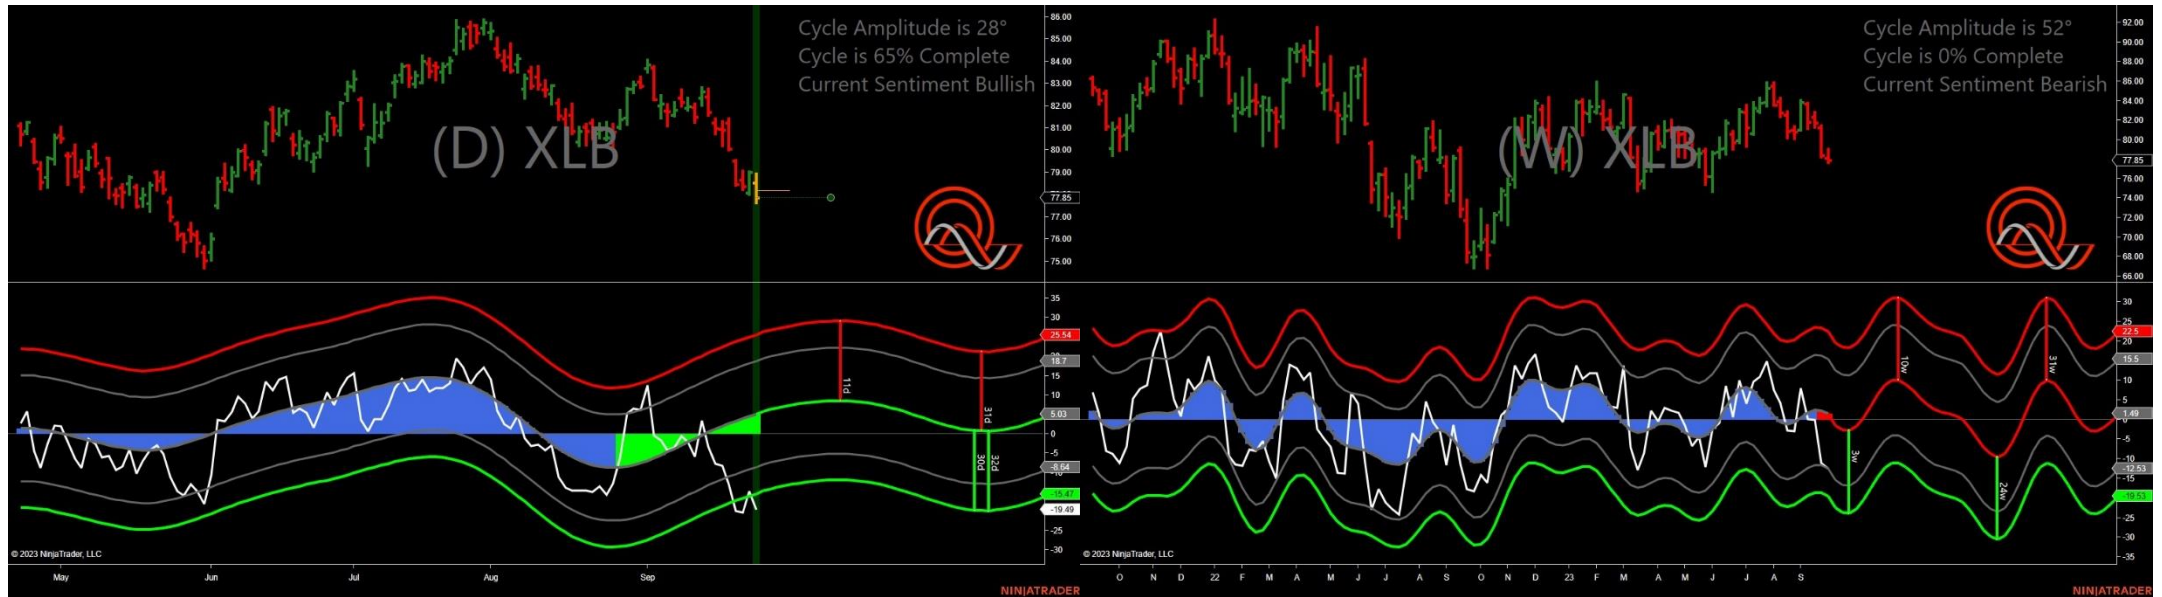 Cycle Amplitude is 28°
Cycle is 65% Complete
Current Sentiment Bullish
(D) XLB
86.00
85.00
84.00
83.00
82.00
81.00
80.00
79.00
77.85
77.00
76.00
75.00
35
30
25.54
18.7
15
10
5.03
0
-5
-8.64
-15.47
-19.49
-25
-30
11d
31d
30d
32d
© 2023 NinjaTrader, LLC
May Jun Jul Aug Sep
NINJATRADER
Cycle Amplitude is 52°
Cycle is 0% Complete
Current Sentiment Bearish
(W) XLB
92.00
90.00
88.00
86.00
84.00
82.00
80.00
77.85
76.00
74.00
72.00
70.00
68.00
66.00
30
25
22.5
20
15.5
10
5
1.49
0
-5
-10
-12.53
-19.53
-25
-30
-35
10w
31w
3w
24w
© 2023 NinjaTrader, LLC
O N D 22 F M A M J J A S O N D 23 F M A M J J A S
NINJATRADER